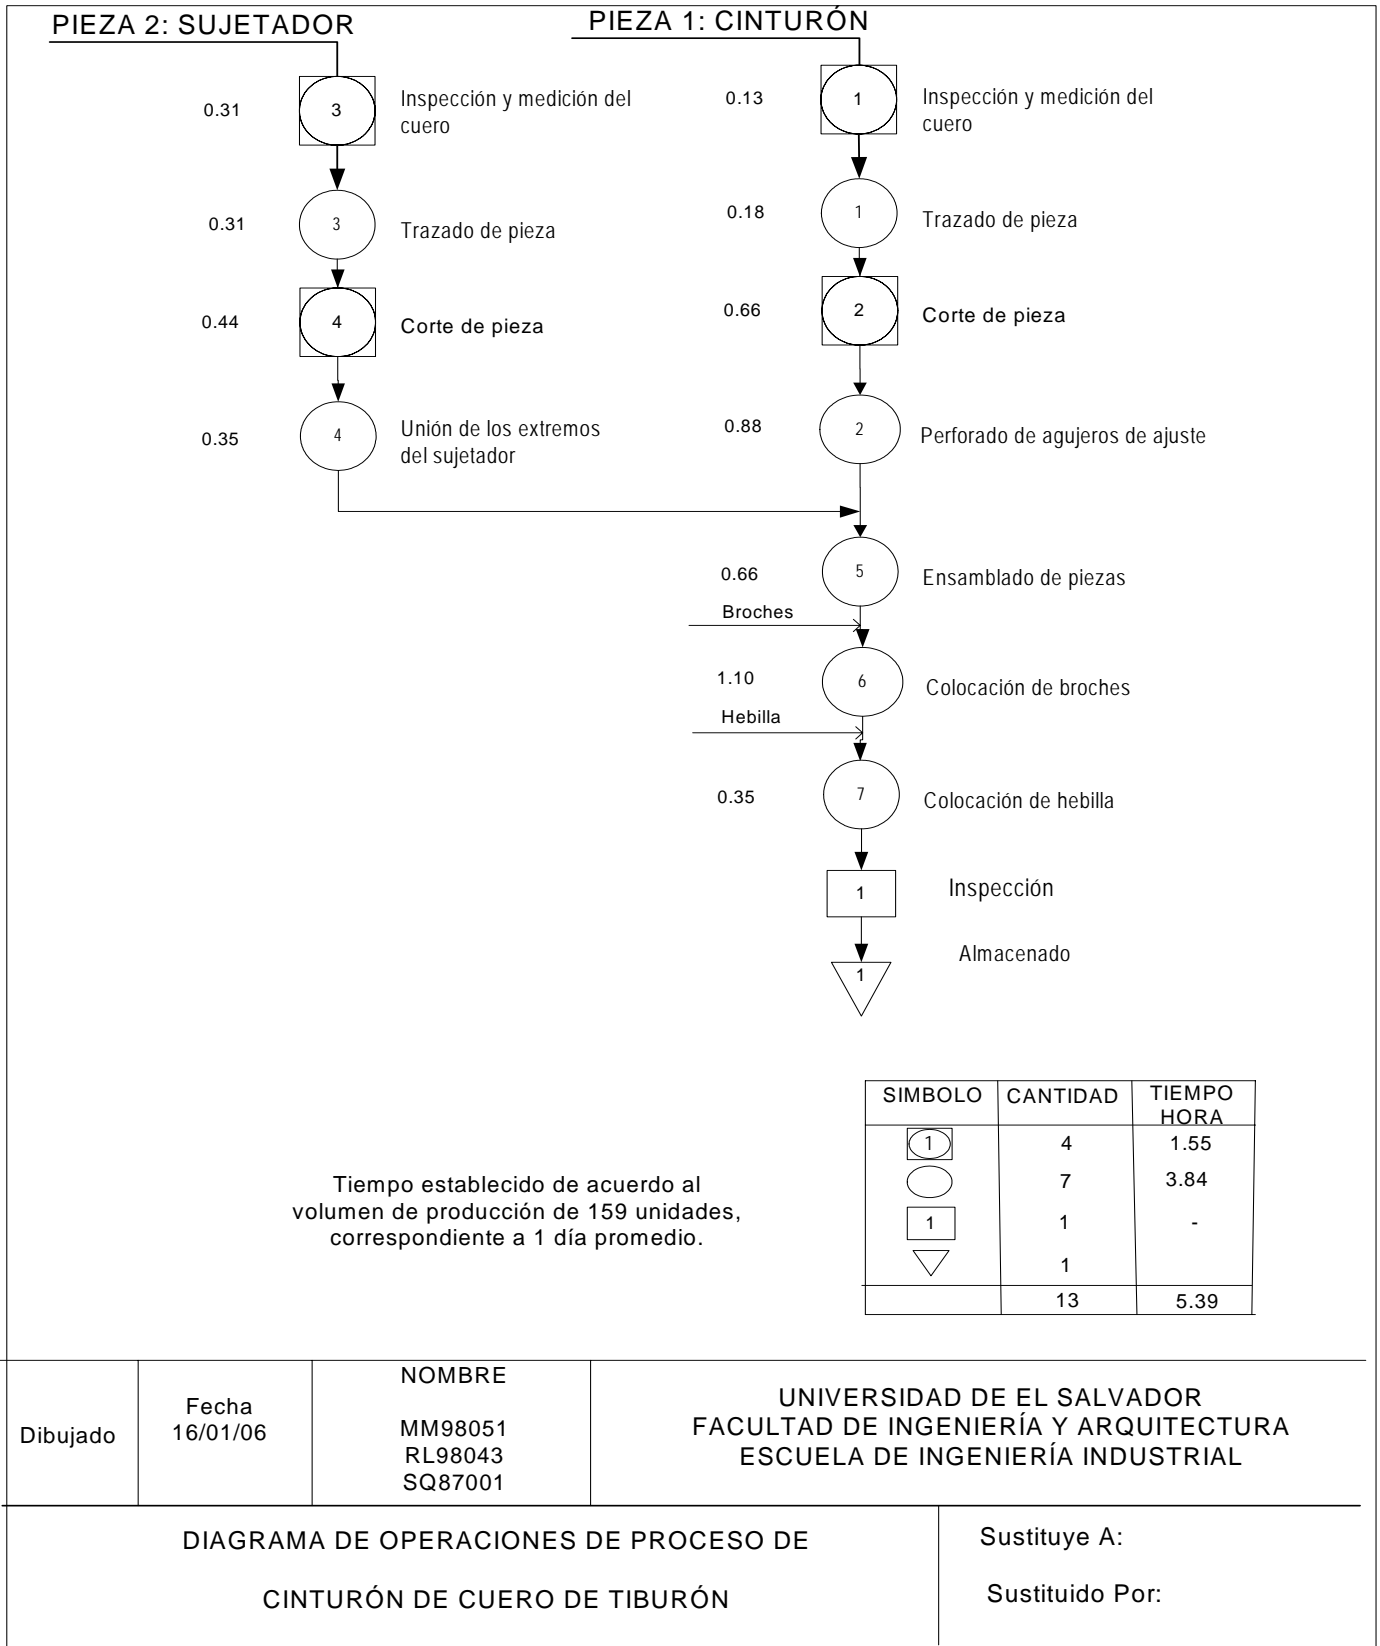 PIEZA 2: SUJETADOR
0.31
3
Inspección y medición del
cuero
0.31
3
Trazado de pieza
0.44
4
Corte de pieza
0.35
4
Unión de los extremos
del sujetador
PIEZA 1: CINTURÓN
0.13
1
Inspección y medición del
cuero
0.18
1
Trazado de pieza
0.66
2
Corte de pieza
0.88
2
Perforado de agujeros de ajuste
0.66
5
Ensamblado de piezas
Broches
1.10
6
Colocación de broches
Hebilla
0.35
7
Colocación de hebilla
1
Inspección
Almacenado
1
Tiempo establecido de acuerdo al
volumen de producción de 159 unidades,
correspondiente a 1 día promedio.
SIMBOLO CANTIDAD TIEMPO
HORA
1 4 1.55
7 3.84
1 1 -
1
13 5.39
Dibujado
Fecha
16/01/06
NOMBRE
MM98051
RL98043
SQ87001
UNIVERSIDAD DE EL SALVADOR
FACULTAD DE INGENIERÍA Y ARQUITECTURA
ESCUELA DE INGENIERÍA INDUSTRIAL
DIAGRAMA DE OPERACIONES DE PROCESO DE
CINTURÓN DE CUERO DE TIBURÓN
Sustituye A:
Sustituido Por: